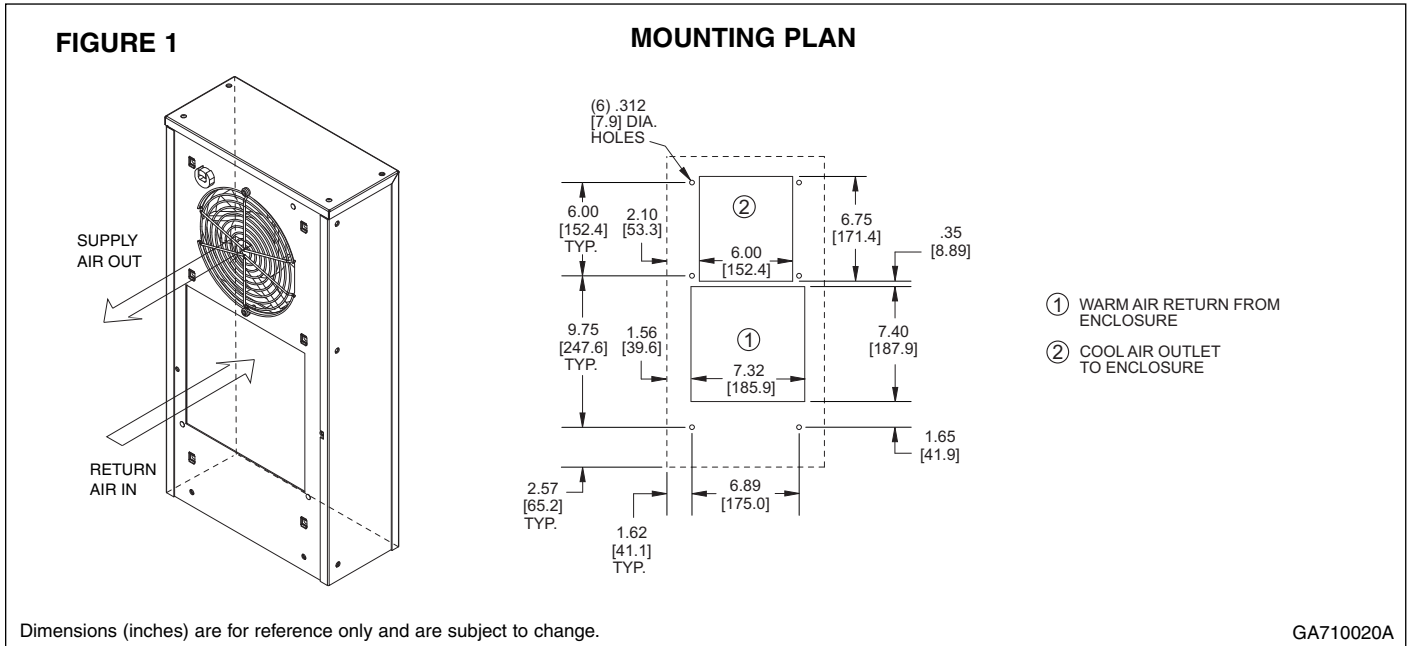 FIGURE 1
MOUNTING PLAN
SUPPLY
AIR OUT
RETURN
AIR IN
(6) .312
[7.9] DIA.
HOLES
6.00
[152.4]
TYP.
2.10
[53.3]
②
6.00
[152.4]
6.75
[171.4]
.35
[8.89]
9.75
[247.6]
TYP.
1.56
[39.6]
①
7.32
[185.9]
7.40
[187.9]
1.65
[41.9]
2.57
[65.2]
TYP.
1.62
[41.1]
TYP.
6.89
[175.0]
① WARM AIR RETURN FROM
ENCLOSURE
② COOL AIR OUTLET
TO ENCLOSURE
Dimensions (inches) are for reference only and are subject to change.
GA710020A